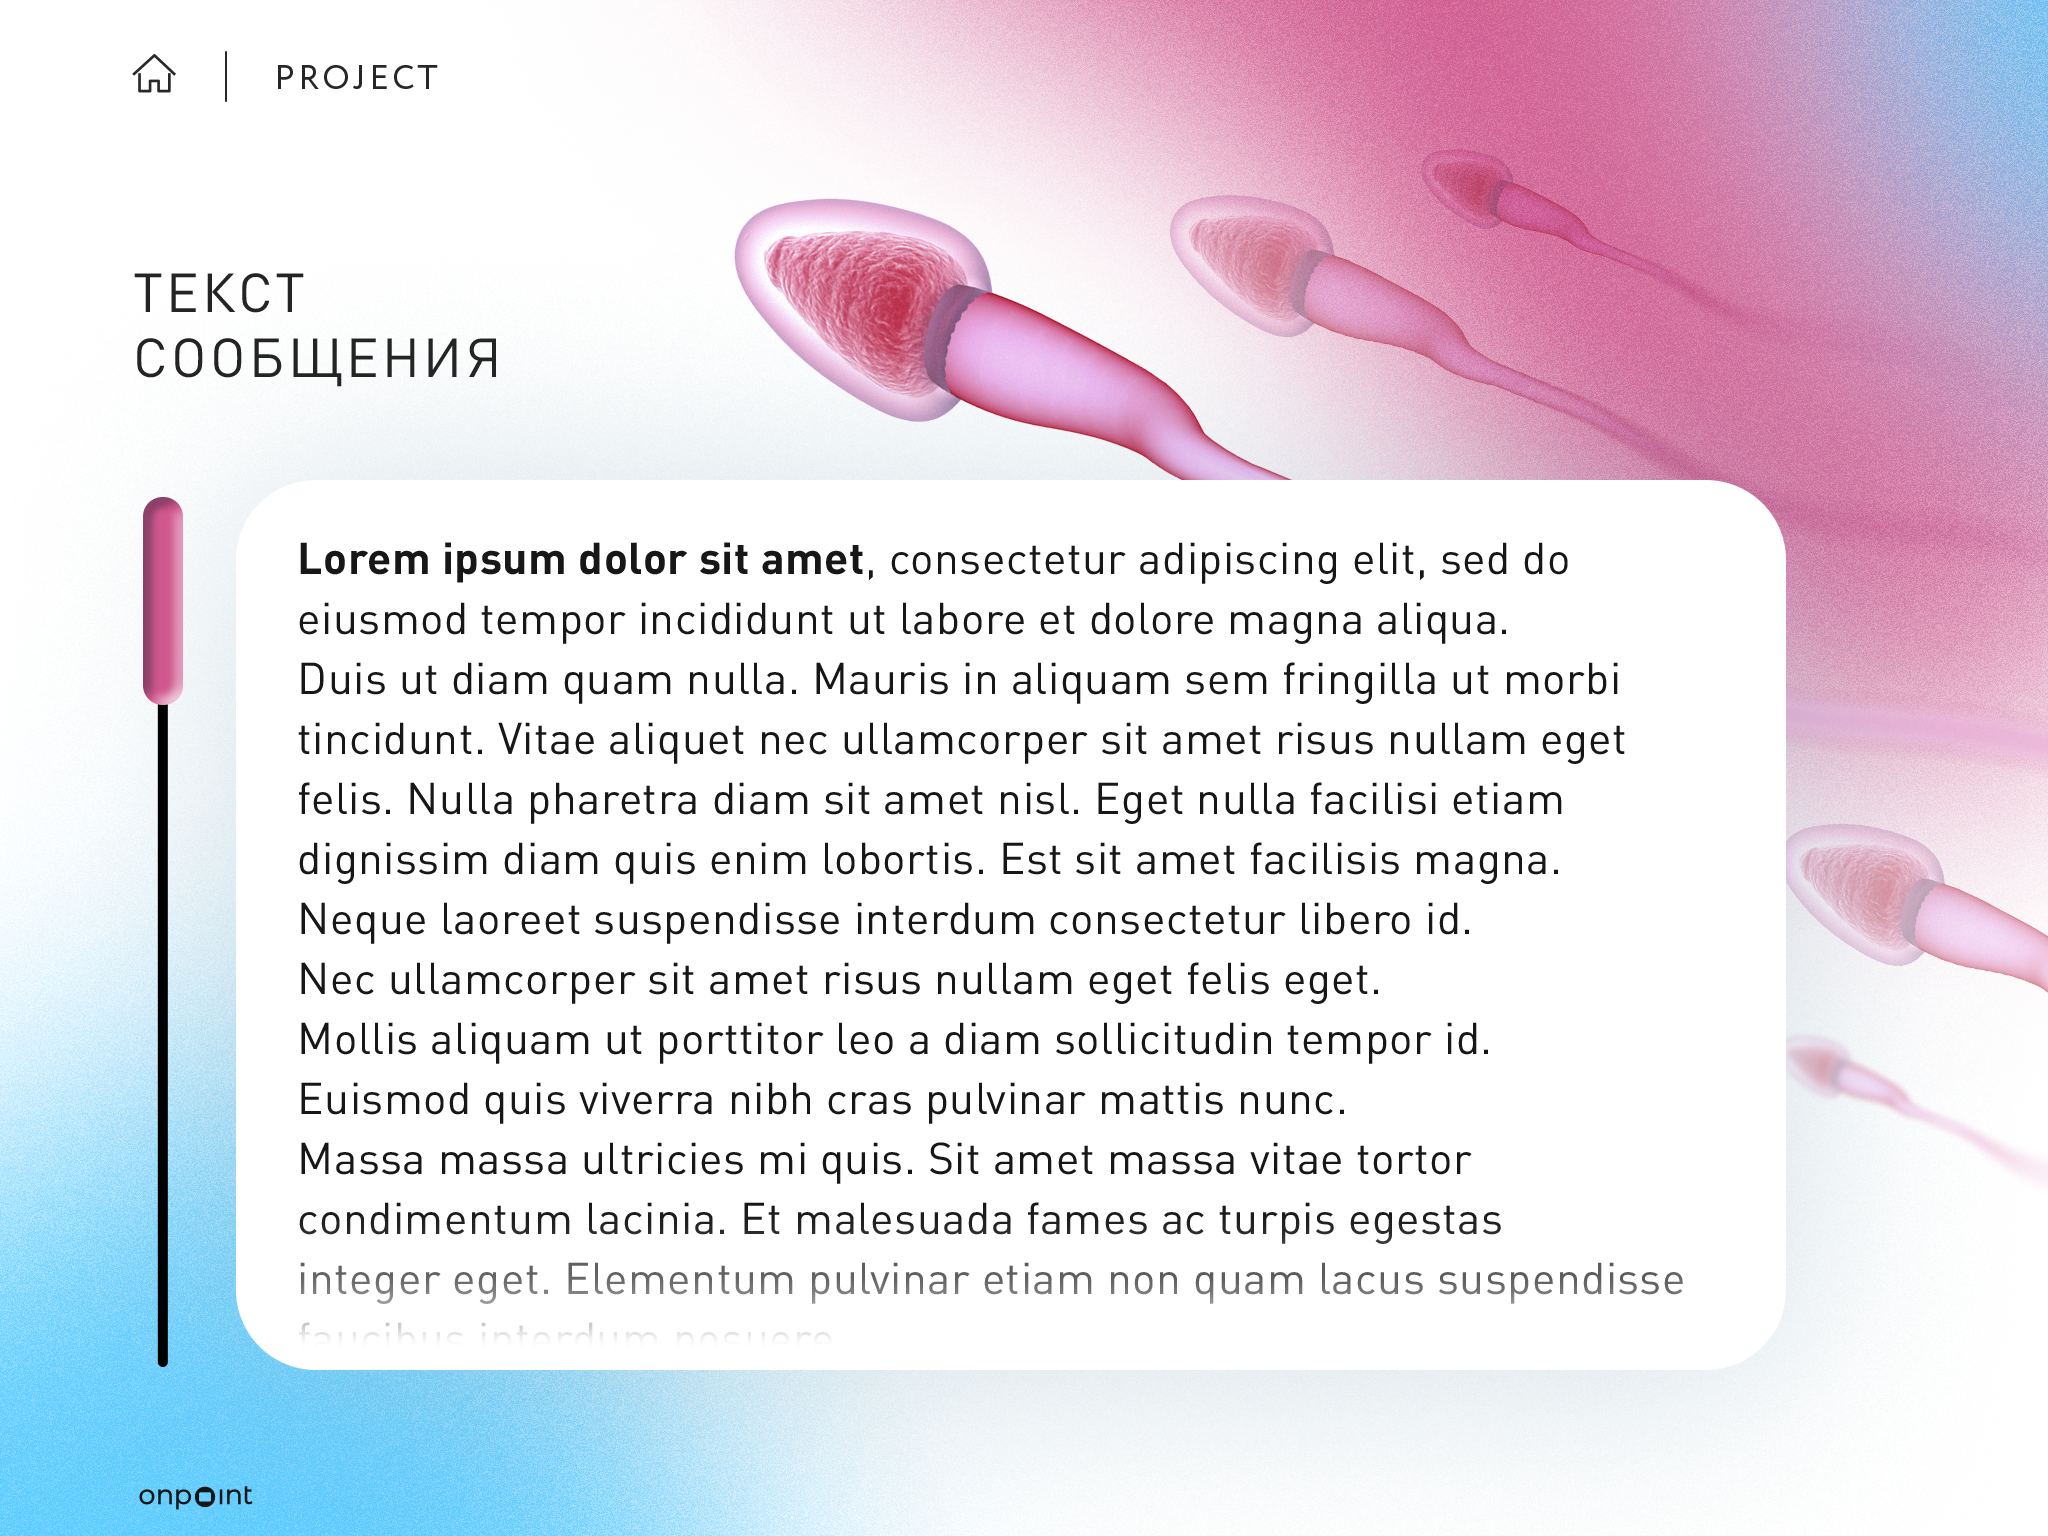 PROJECT
ТЕКСТ
СООБЩЕНИЯ
Lorem ipsum dolor sit amet, consectetur adipiscing elit, sed do
eiusmod tempor incididunt ut labore et dolore magna aliqua.
Duis ut diam quam nulla. Mauris in aliquam sem fringilla ut morbi
tincidunt. Vitae aliquet nec ullamcorper sit amet risus nullam eget
felis. Nulla pharetra diam sit amet nisl. Eget nulla facilisi etiam
dignissim diam quis enim lobortis. Est sit amet facilisis magna.
Neque laoreet suspendisse interdum consectetur libero id.
Nec ullamcorper sit amet risus nullam eget felis eget.
Mollis aliquam ut porttitor leo a diam sollicitudin tempor id.
Euismod quis viverra nibh cras pulvinar mattis nunc.
Massa massa ultricies mi quis. Sit amet massa vitae tortor
condimentum lacinia. Et malesuada fames ac turpis egestas
integer eget. Elementum pulvinar etiam non quam lacus suspendisse
faucibus interdum posuere
onpoint